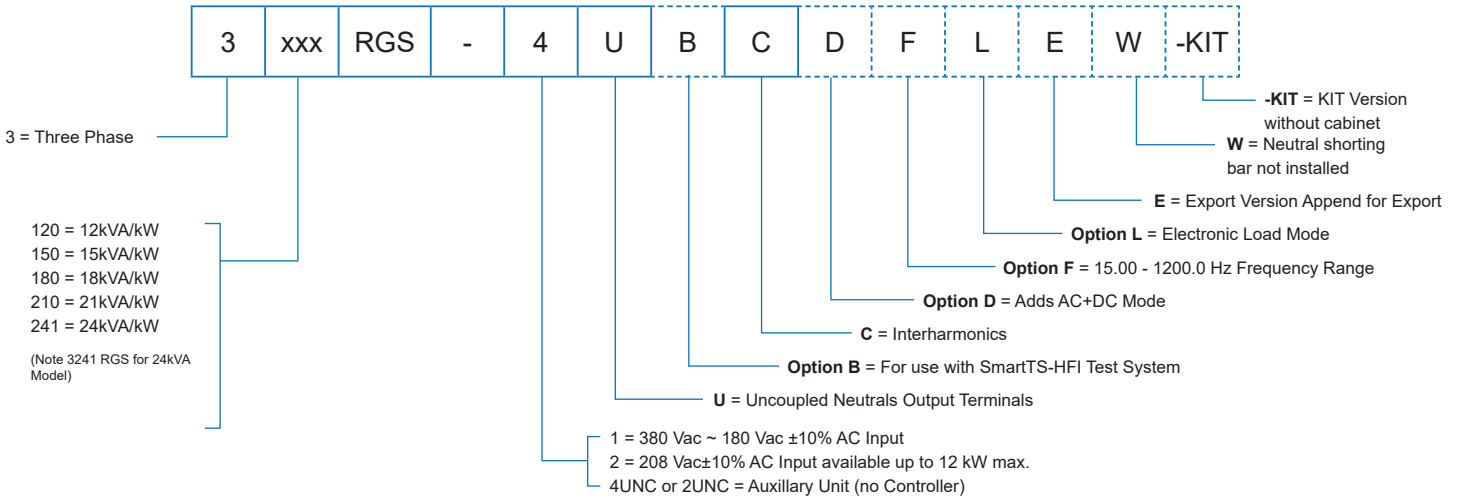 3 xxx RGS - 4 U B C D F L E W -KIT
-KIT = KIT Version
without cabinet
3 = Three Phase
W = Neutral shorting
bar not installed
E = Export Version Append for Export
120 = 12kVA/kW
150 = 15kVA/kW
180 = 18kVA/kW
210 = 21kVA/kW
241 = 24kVA/kW
(Note 3241 RGS for 24kVA
Model)
Option L = Electronic Load Mode
Option F = 15.00 - 1200.0 Hz Frequency Range
Option D = Adds AC+DC Mode
C = Interharmonics
Option B = For use with SmartTS-HFI Test System
U = Uncoupled Neutrals Output Terminals
1 = 380 Vac ~ 180 Vac ±10% AC Input
2 = 208 Vac±10% AC Input available up to 12 kW max.
4UNC or 2UNC = Auxillary Unit (no Controller)